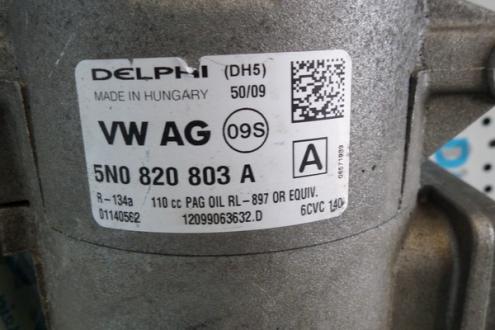 DELPHI (DH5)
MADE IN HUNGARY 50/09
VW AG 09S
5N0 820 803 A A
R-134a 110 cc PAG OIL RL-897 OR EQUIV.
01140562 12099063632.D 6CVC 140
08571939